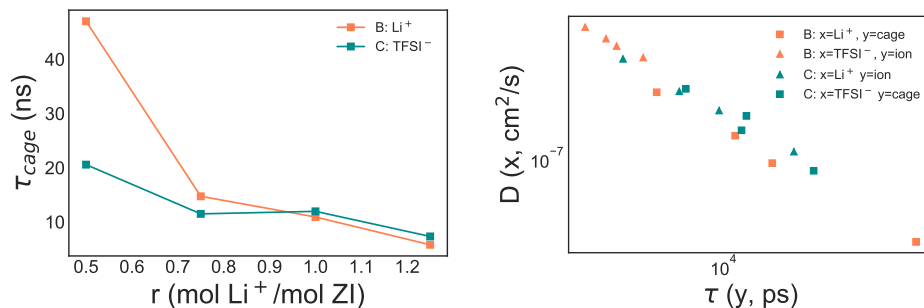 B: Li⁺
C: TFSI⁻
40
30
20
10
τcage (ns)
0.5 0.6 0.7 0.8 0.9 1.0 1.1 1.2
r (mol Li⁺/mol ZI)
B: x=Li⁺, y=cage
B: x=TFSI⁻, y=ion
C: x=Li⁺ y=ion
C: x=TFSI⁻ y=cage
D (x, cm²/s)
10⁻⁷
10⁴
τ (y, ps)